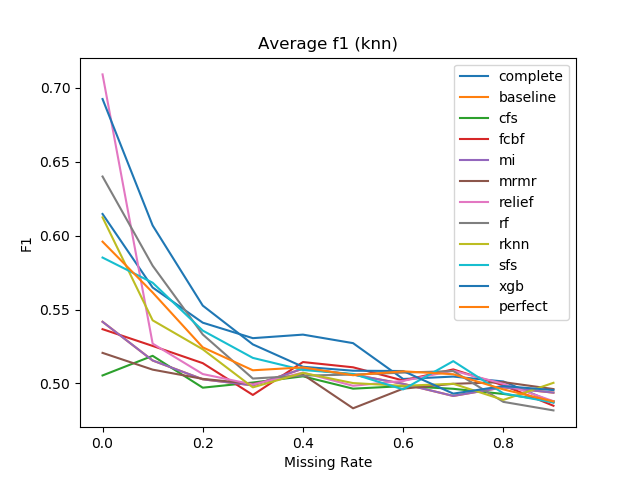 Average f1 (knn)
complete
baseline
cfs
fcbf
mi
mrmr
relief
rf
rknn
sfs
xgb
perfect
0.70
0.65
0.60
0.55
0.50
F1
0.0 0.2 0.4 0.6 0.8
Missing Rate